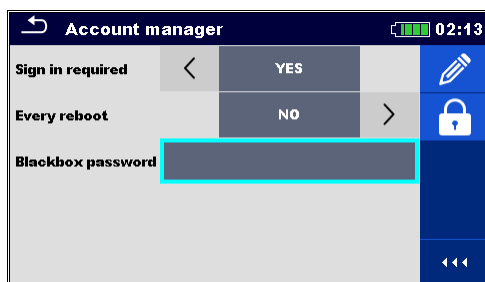 Account manager 02:13
Sign in required YES
Every reboot NO
Blackbox password